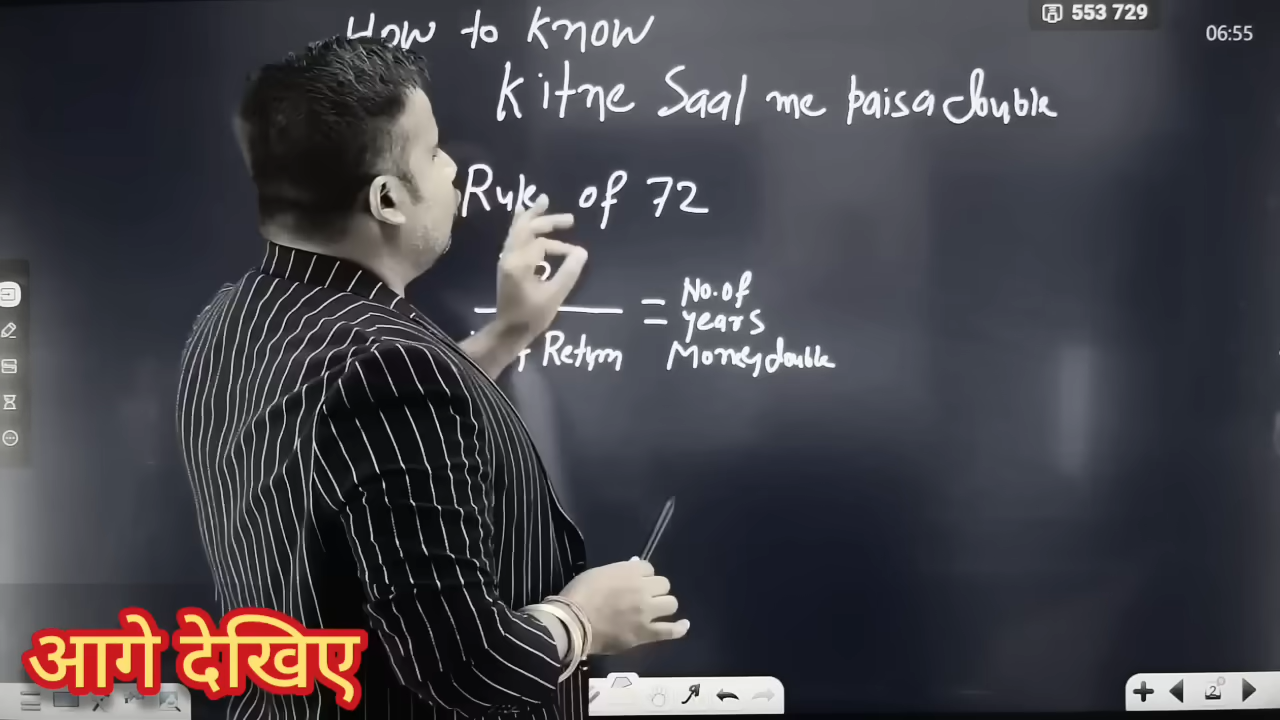 553 729
06:55
How to know
Kitne Saal me paisa double
Rule of 72
= No. of years
Return Money double
आगे देखिए
2